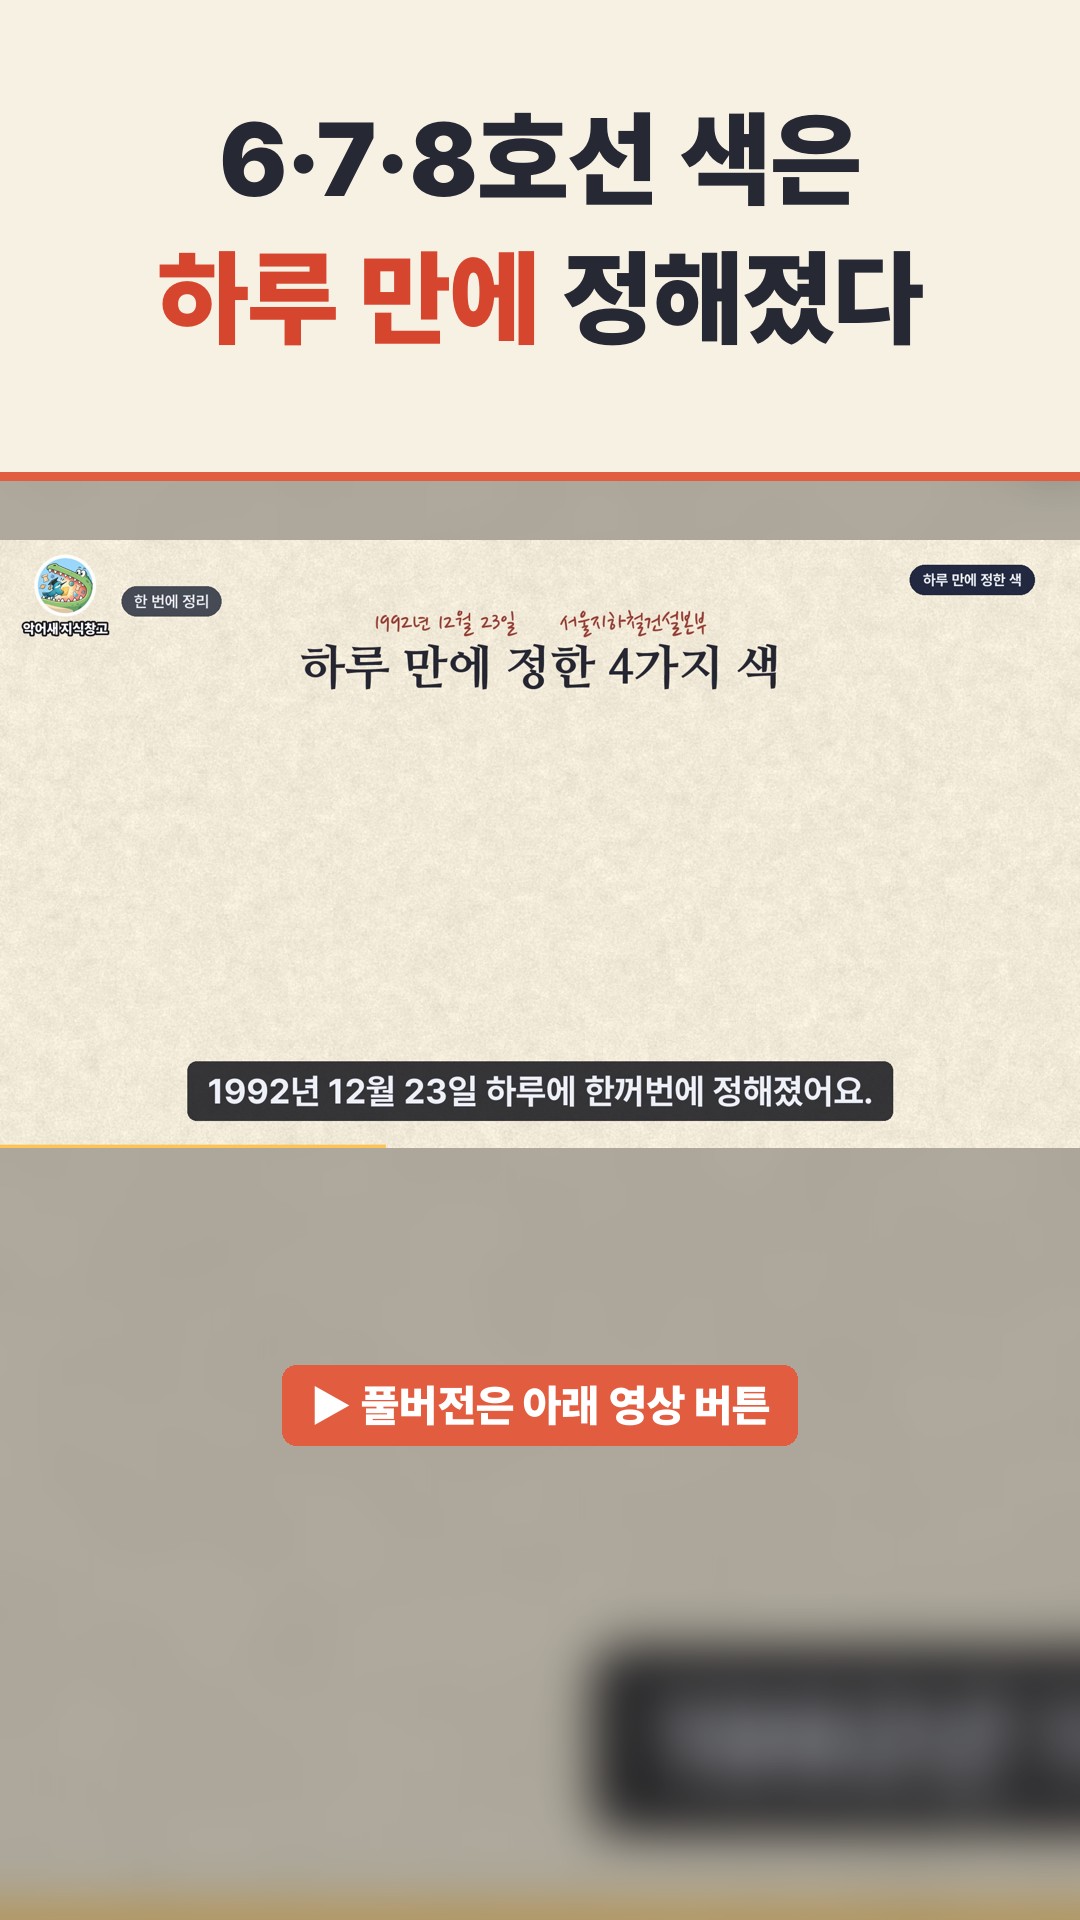 6·7·8호선 색은
하루 만에 정해졌다
악어새 지식창고
한 번에 정리
하루 만에 정한 색
1992년 12월 23일 서울지하철건설본부
하루 만에 정한 4가지 색
1992년 12월 23일 하루에 한꺼번에 정해졌어요.
▶ 풀버전은 아래 영상 버튼